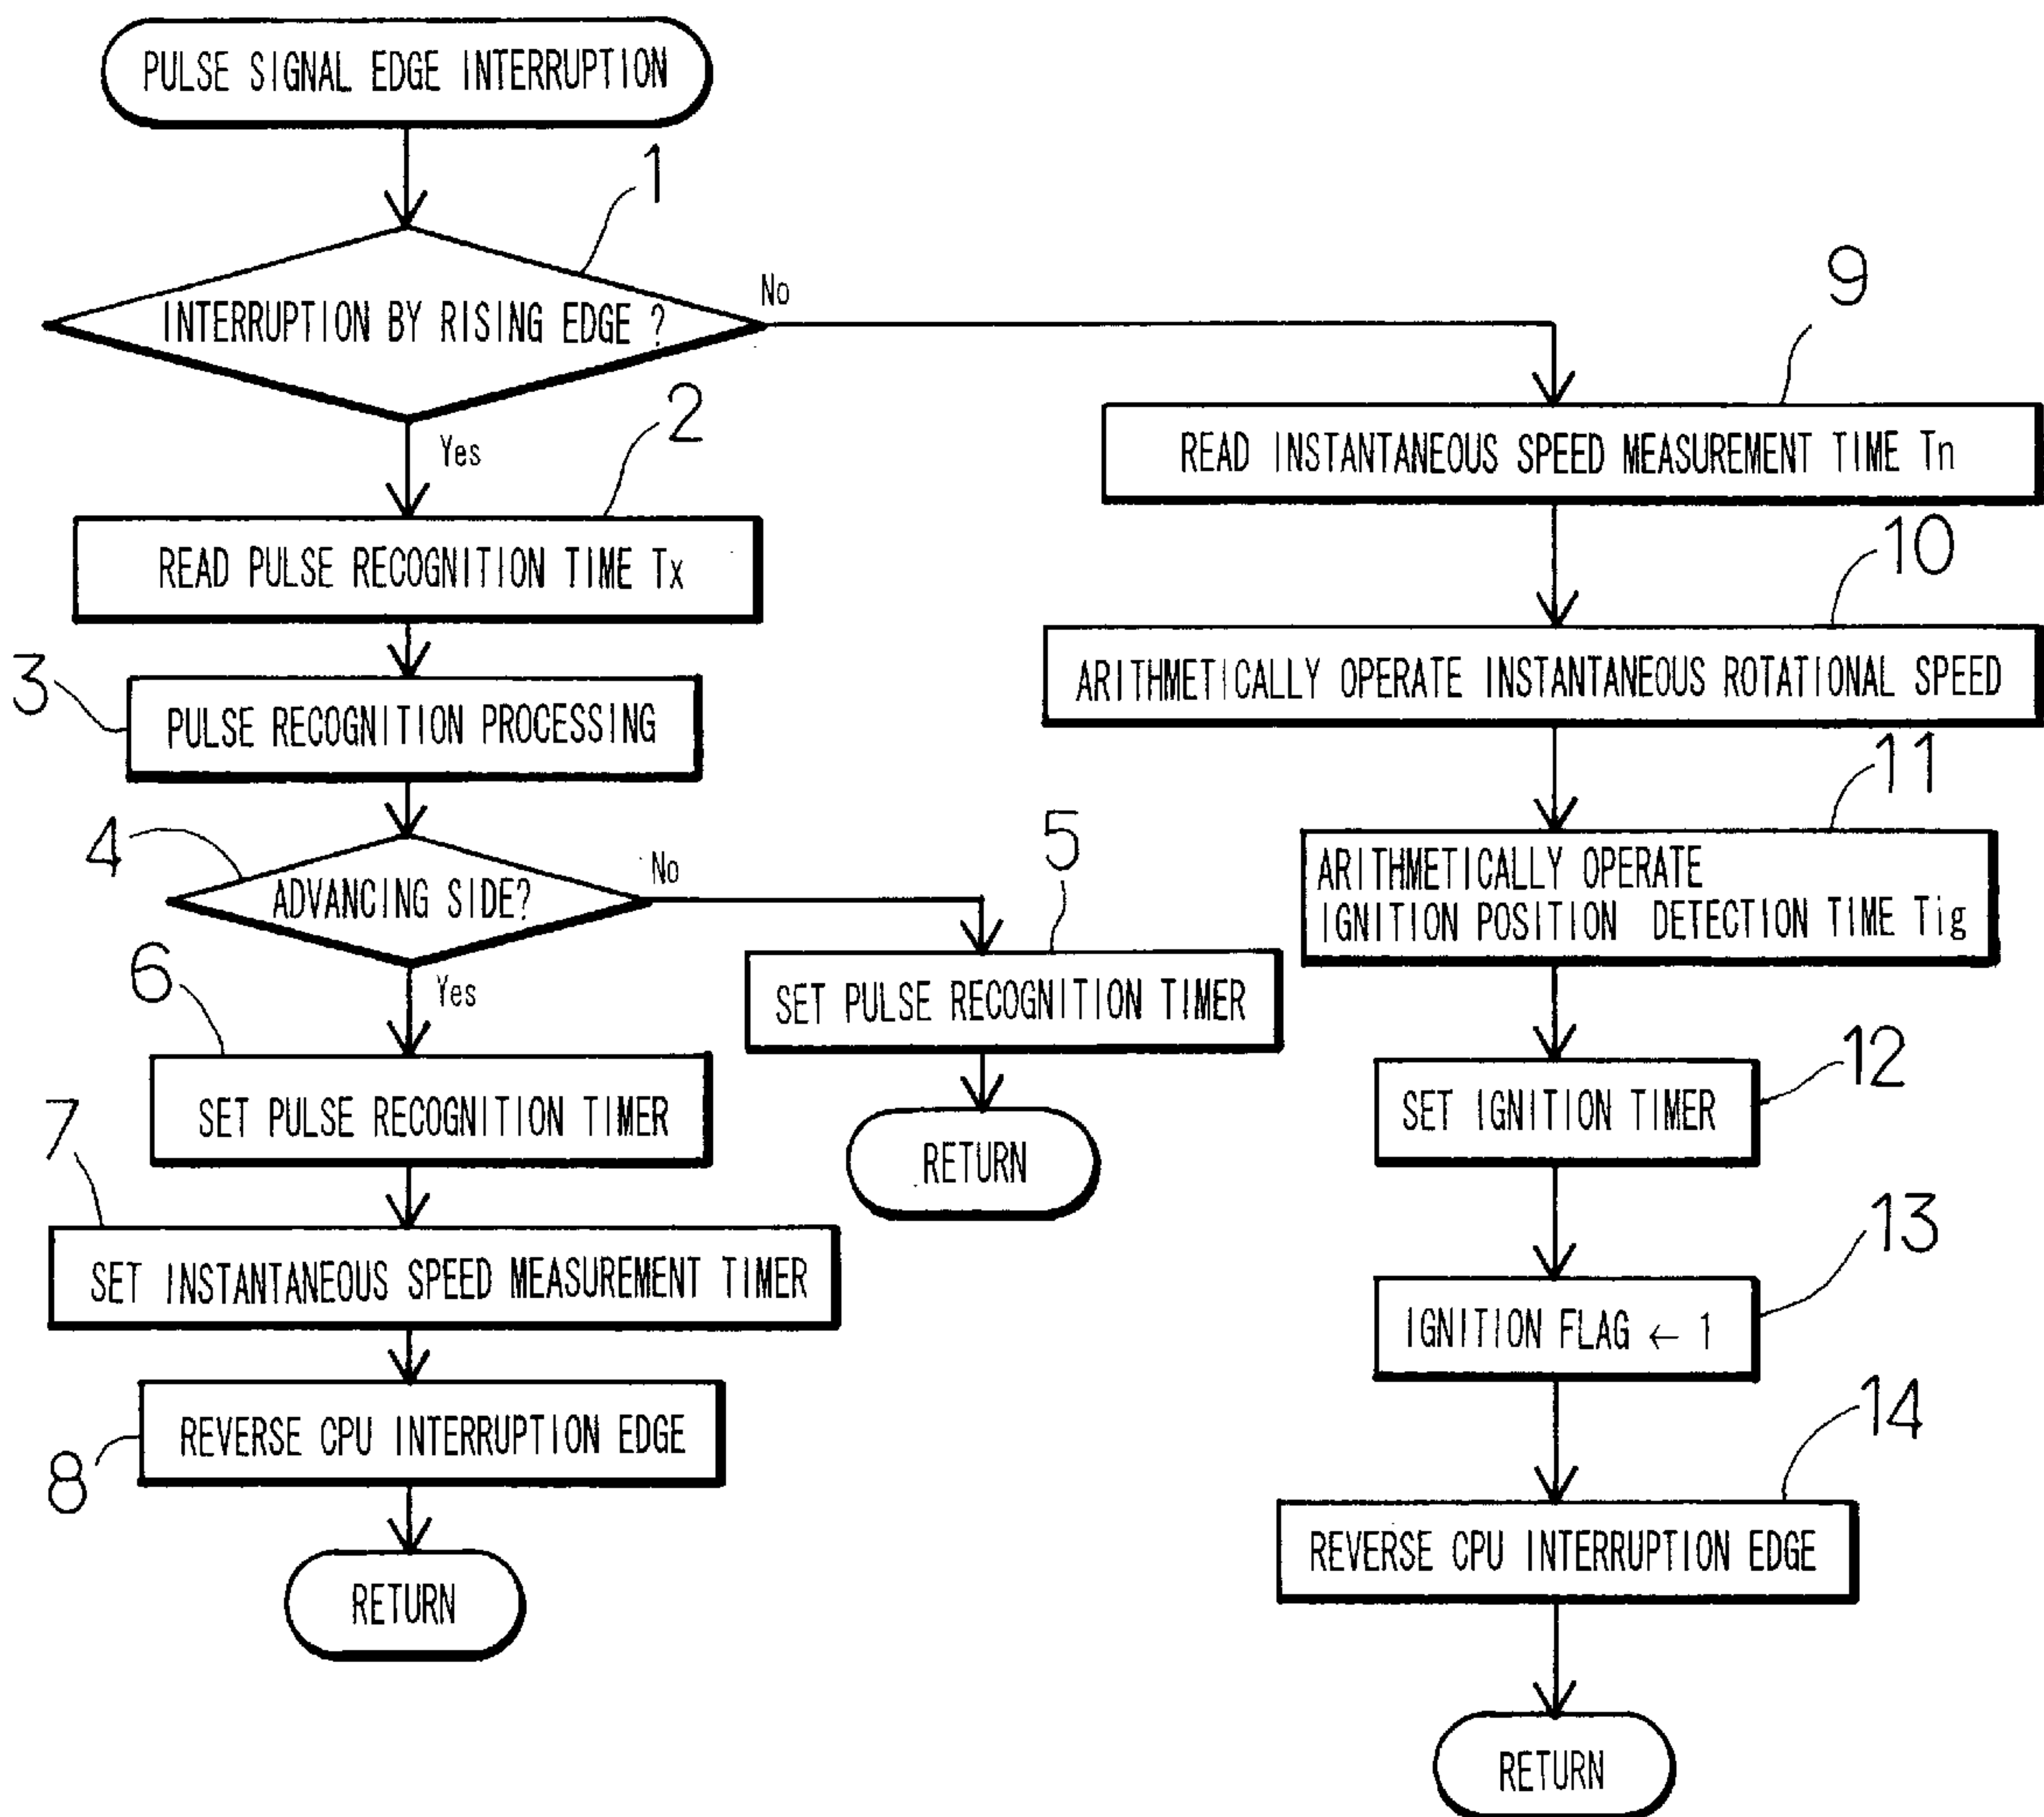 PULSE SIGNAL EDGE INTERRUPTION
1
INTERRUPTION BY RISING EDGE ?
No
Yes
2
READ PULSE RECOGNITION TIME Tx
3
PULSE RECOGNITION PROCESSING
4
ADVANCING SIDE?
No
Yes
5
SET PULSE RECOGNITION TIMER
RETURN
6
SET PULSE RECOGNITION TIMER
7
SET INSTANTANEOUS SPEED MEASUREMENT TIMER
8
REVERSE CPU INTERRUPTION EDGE
RETURN
9
READ INSTANTANEOUS SPEED MEASUREMENT TIME Tn
10
ARITHMETICALLY OPERATE INSTANTANEOUS ROTATIONAL SPEED
11
ARITHMETICALLY OPERATE
IGNITION POSITION DETECTION TIME Tig
12
SET IGNITION TIMER
13
IGNITION FLAG ← 1
14
REVERSE CPU INTERRUPTION EDGE
RETURN